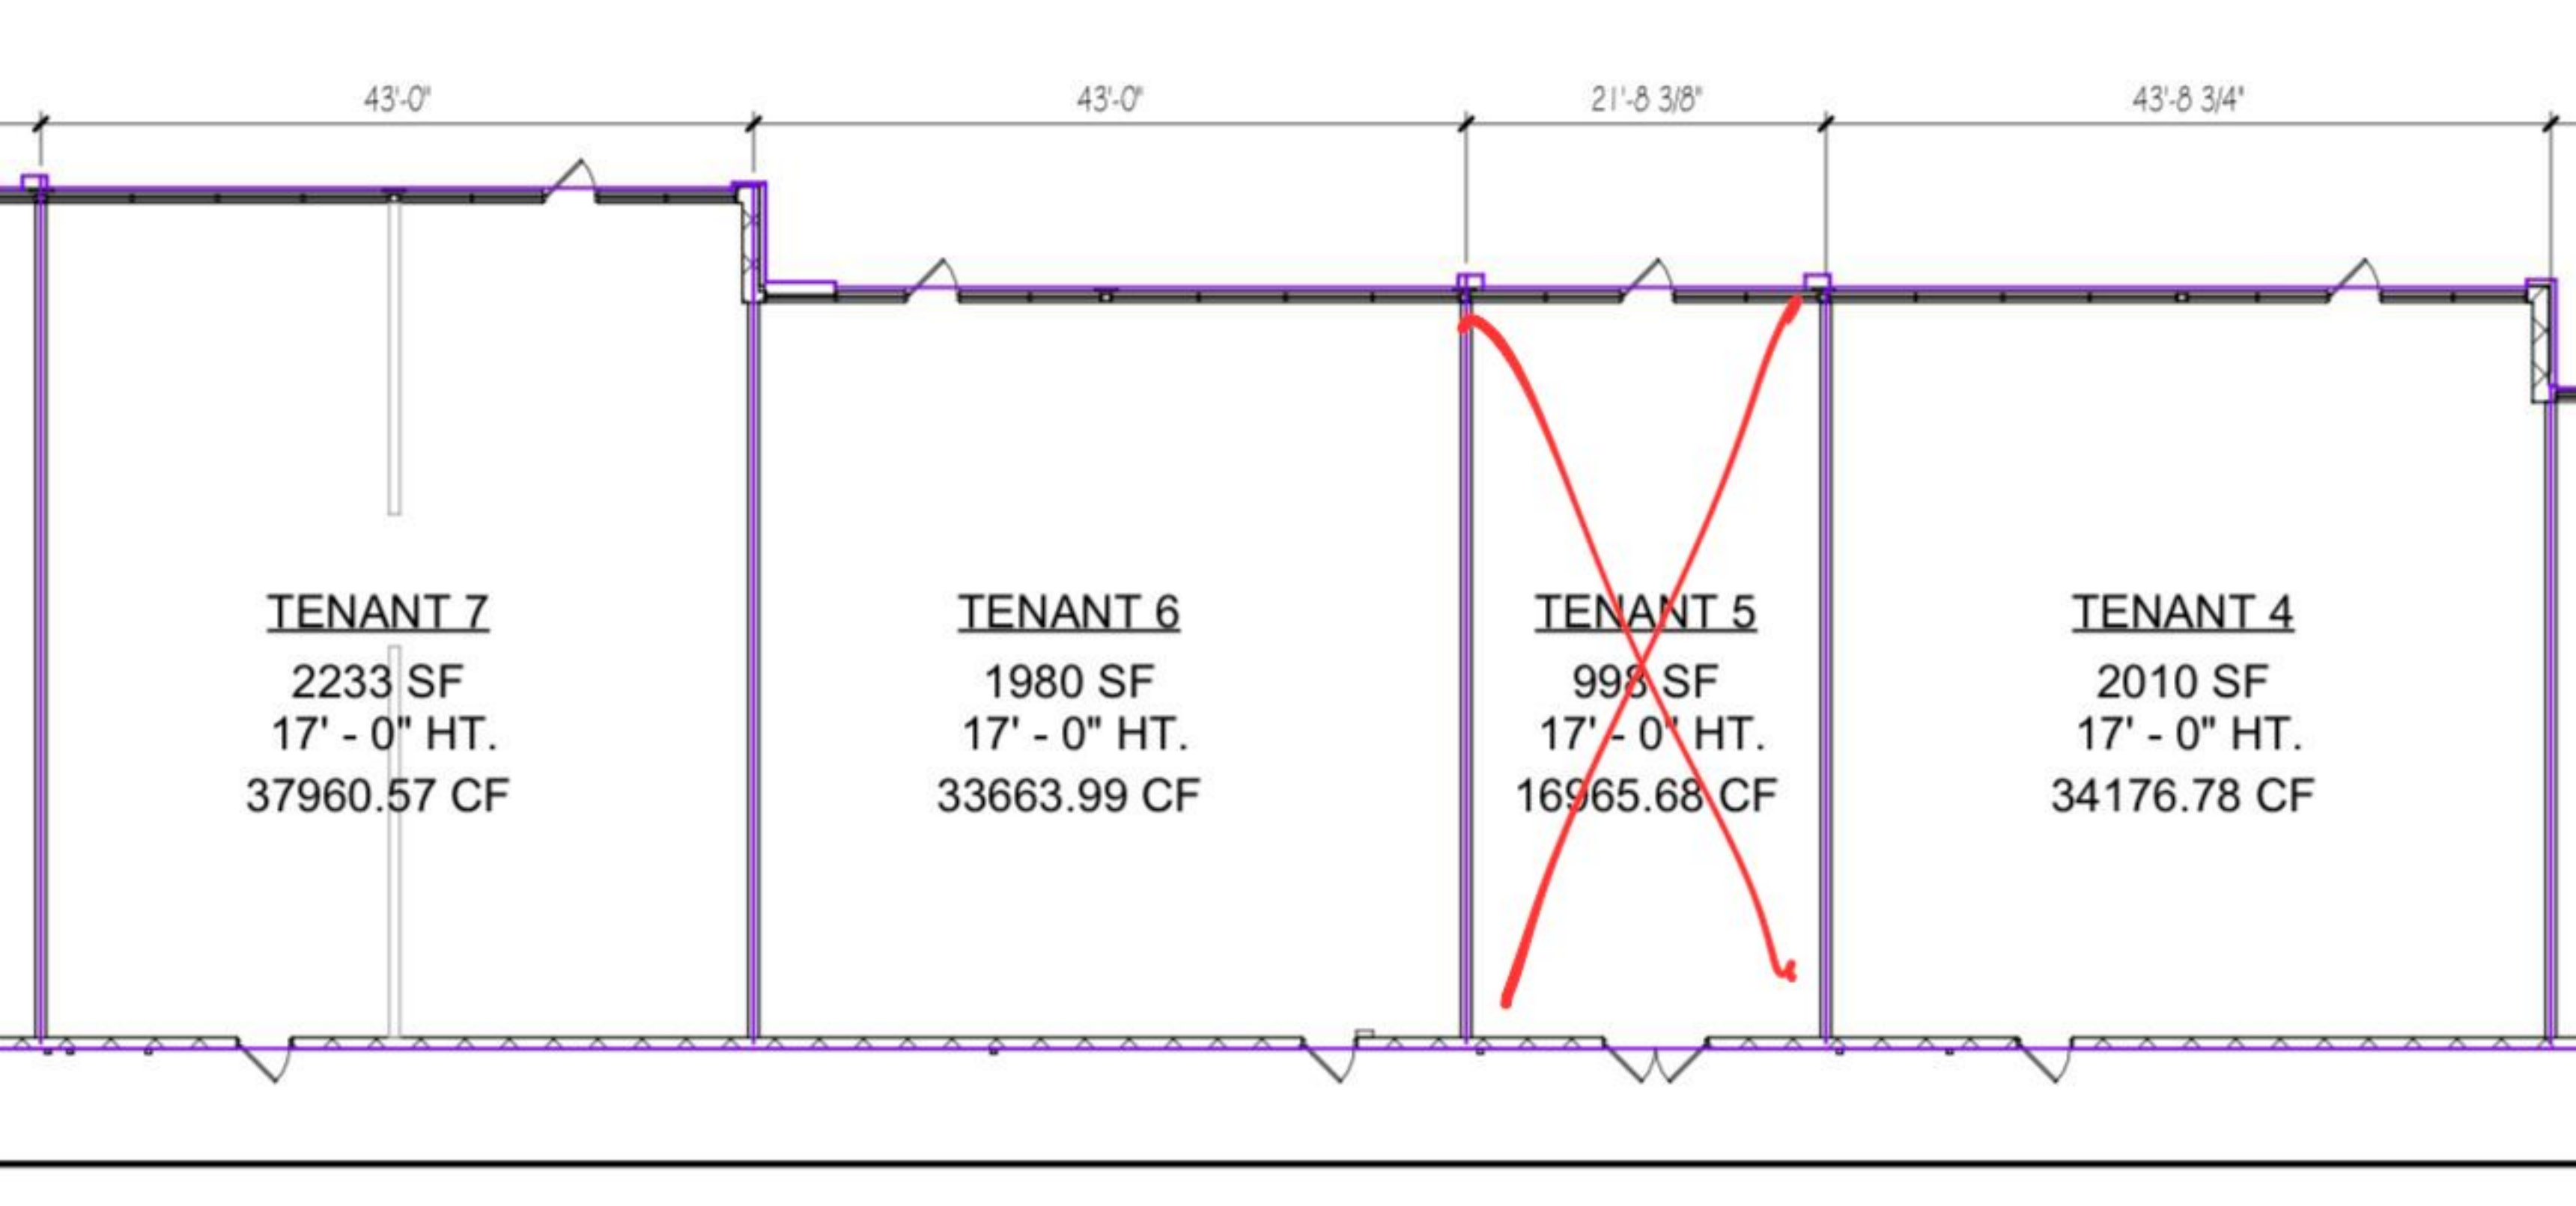 43'-0"
43'-0"
21'-8 3/8"
43'-8 3/4"
TENANT 7
2233 SF
17' - 0" HT.
37960.57 CF
TENANT 6
1980 SF
17' - 0" HT.
33663.99 CF
TENANT 5
998 SF
17' - 0" HT.
16965.68 CF
TENANT 4
2010 SF
17' - 0" HT.
34176.78 CF